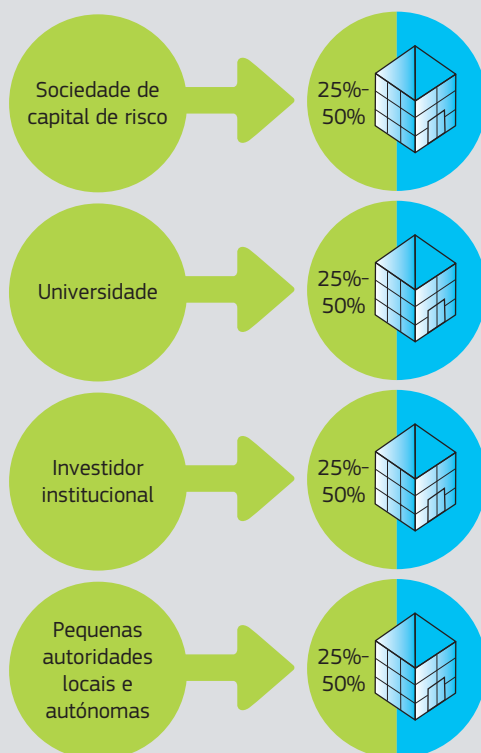 Sociedade de
capital de risco
25%-
50%
Universidade
25%-
50%
Investidor
institucional
25%-
50%
Pequenas
autoridades
locais e
autónomas
25%-
50%